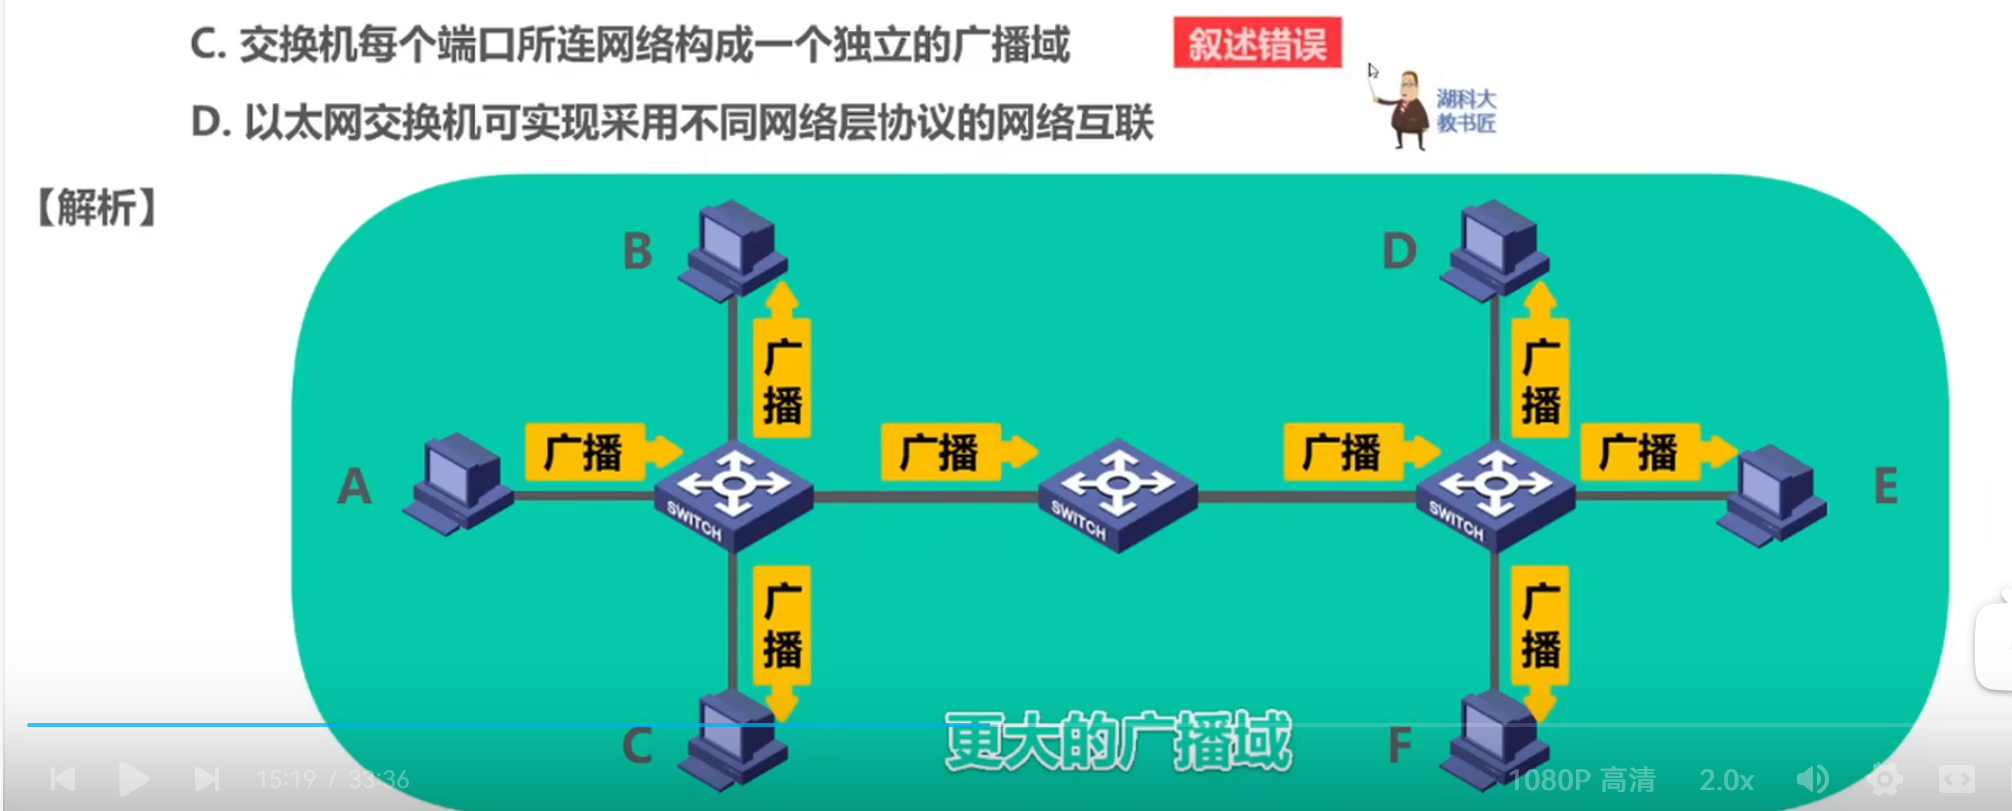 C. 交换机每个端口所连网络构成一个独立的广播域
叙述错误
D. 以太网交换机可实现采用不同网络层协议的网络互联
湖科大
教书匠
【解析】
B
D
广播
广播
A
广播
广播
广播
广播
E
SWITCH
SWITCH
SWITCH
广播
广播
C
更大的广播域
F
15:19 / 33:36
1080P 高清
2.0x